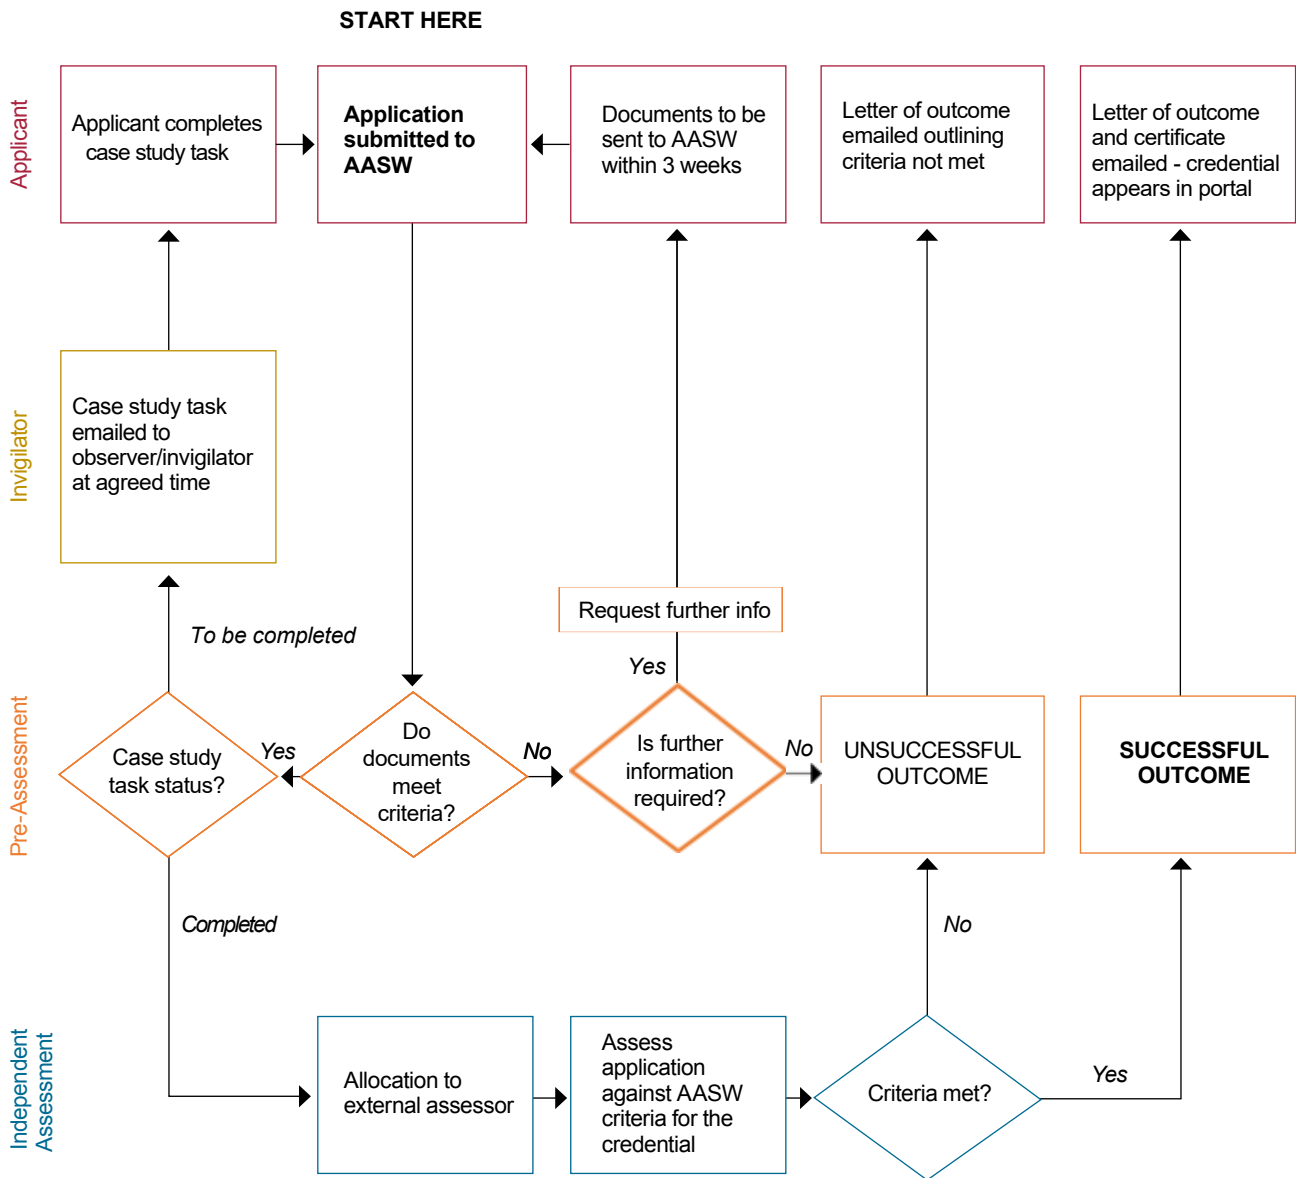 START HERE
Applicant
Applicant completes
case study task
Application
submitted to
AASW
Documents to be
sent to AASW
within 3 weeks
Letter of outcome
emailed outlining
criteria not met
Letter of outcome
and certificate
emailed - credential
appears in portal
Invigilator
Case study task
emailed to
observer/invigilator
at agreed time
To be completed
Request further info
Yes
Pre-Assessment
Case study
task status?
Yes
Do
documents
meet
criteria?
No
Is further
information
required?
No
UNSUCCESSFUL
OUTCOME
SUCCESSFUL
OUTCOME
Completed
No
Independent
Assessment
Allocation to
external assessor
Assess
application
against AASW
criteria for the
credential
Criteria met?
Yes